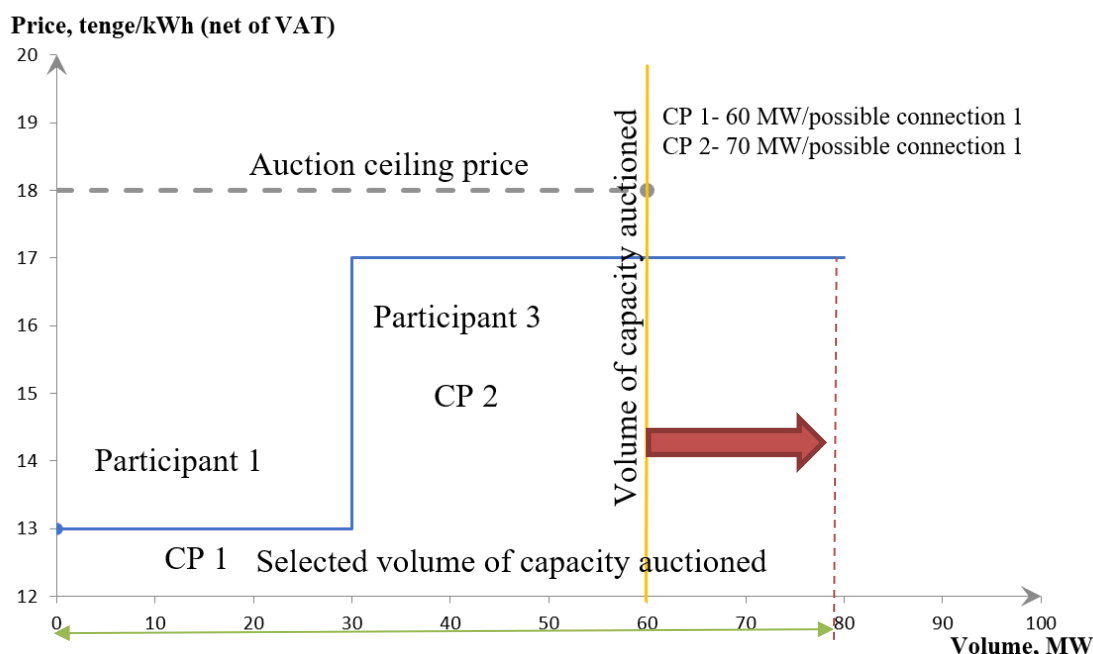 Price, tenge/kWh (net of VAT)
20
19
18
17
16
15
14
13
12
CP 1- 60 MW/possible connection 1
CP 2- 70 MW/possible connection 1
Auction ceiling price
Volume of capacity auctioned
Participant 3
CP 2
Participant 1
CP 1
Selected volume of capacity auctioned
0 10 20 30 40 50 60 70 80 90 100
Volume, MW